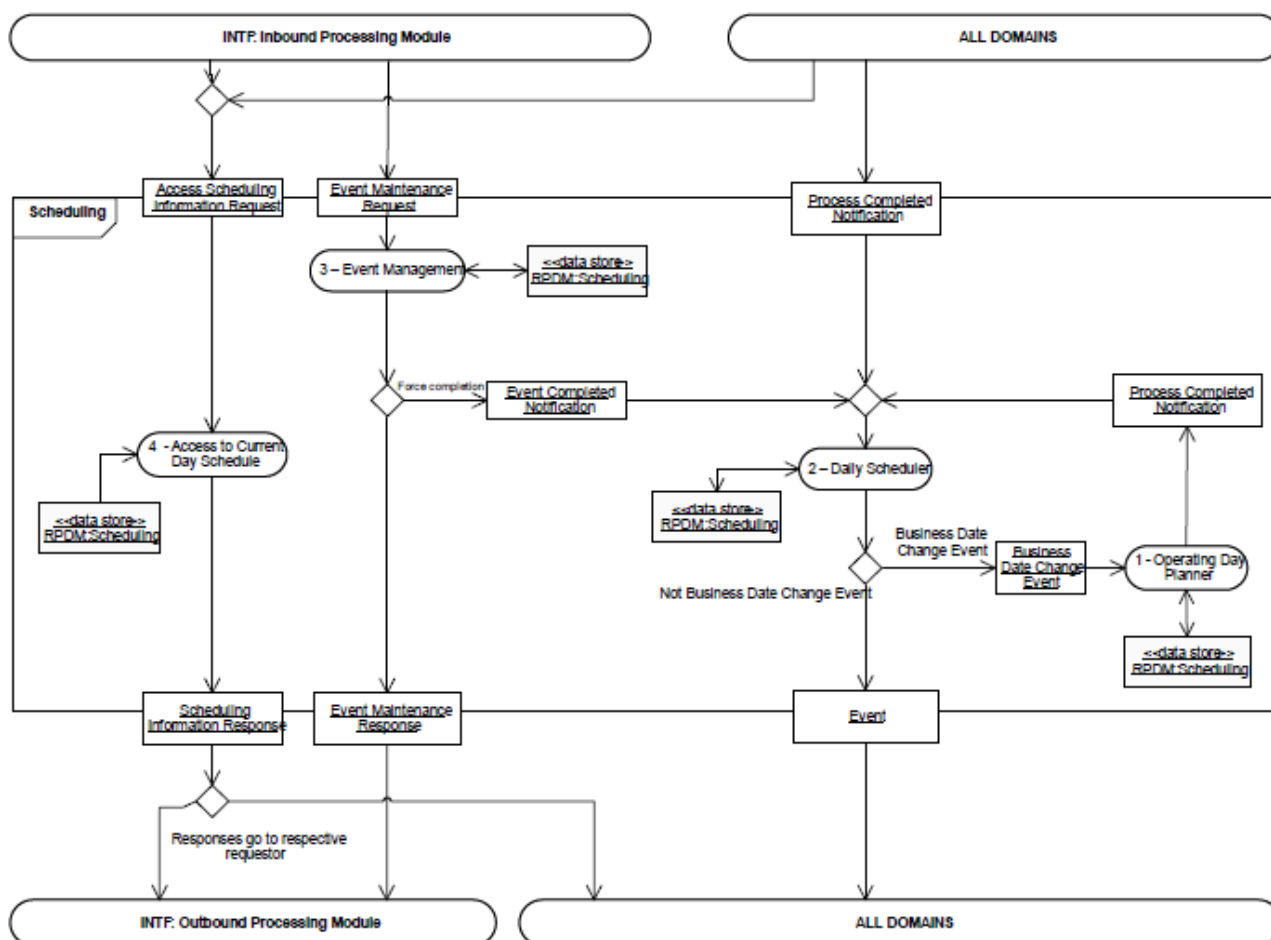 INTF: Inbound Processing Module
ALL DOMAINS
Access Scheduling
Information Request
Event Maintenance
Request
Process Completed
Notification
Scheduling
3 – Event Management
<<data store>>
RPDM:Scheduling
Force completion
Event Completed
Notification
Process Completed
Notification
4 - Access to Current
Day Schedule
2 – Daily Scheduler
<<data store>>
RPDM:Scheduling
<<data store>>
RPDM:Scheduling
Business Date
Change Event
Business
Date Change
Event
1 - Operating Day
Planner
Not Business Date Change Event
<<data store>>
RPDM:Scheduling
Scheduling
Information Response
Event Maintenance
Response
Event
Responses go to respective
requestor
INTF: Outbound Processing Module
ALL DOMAINS